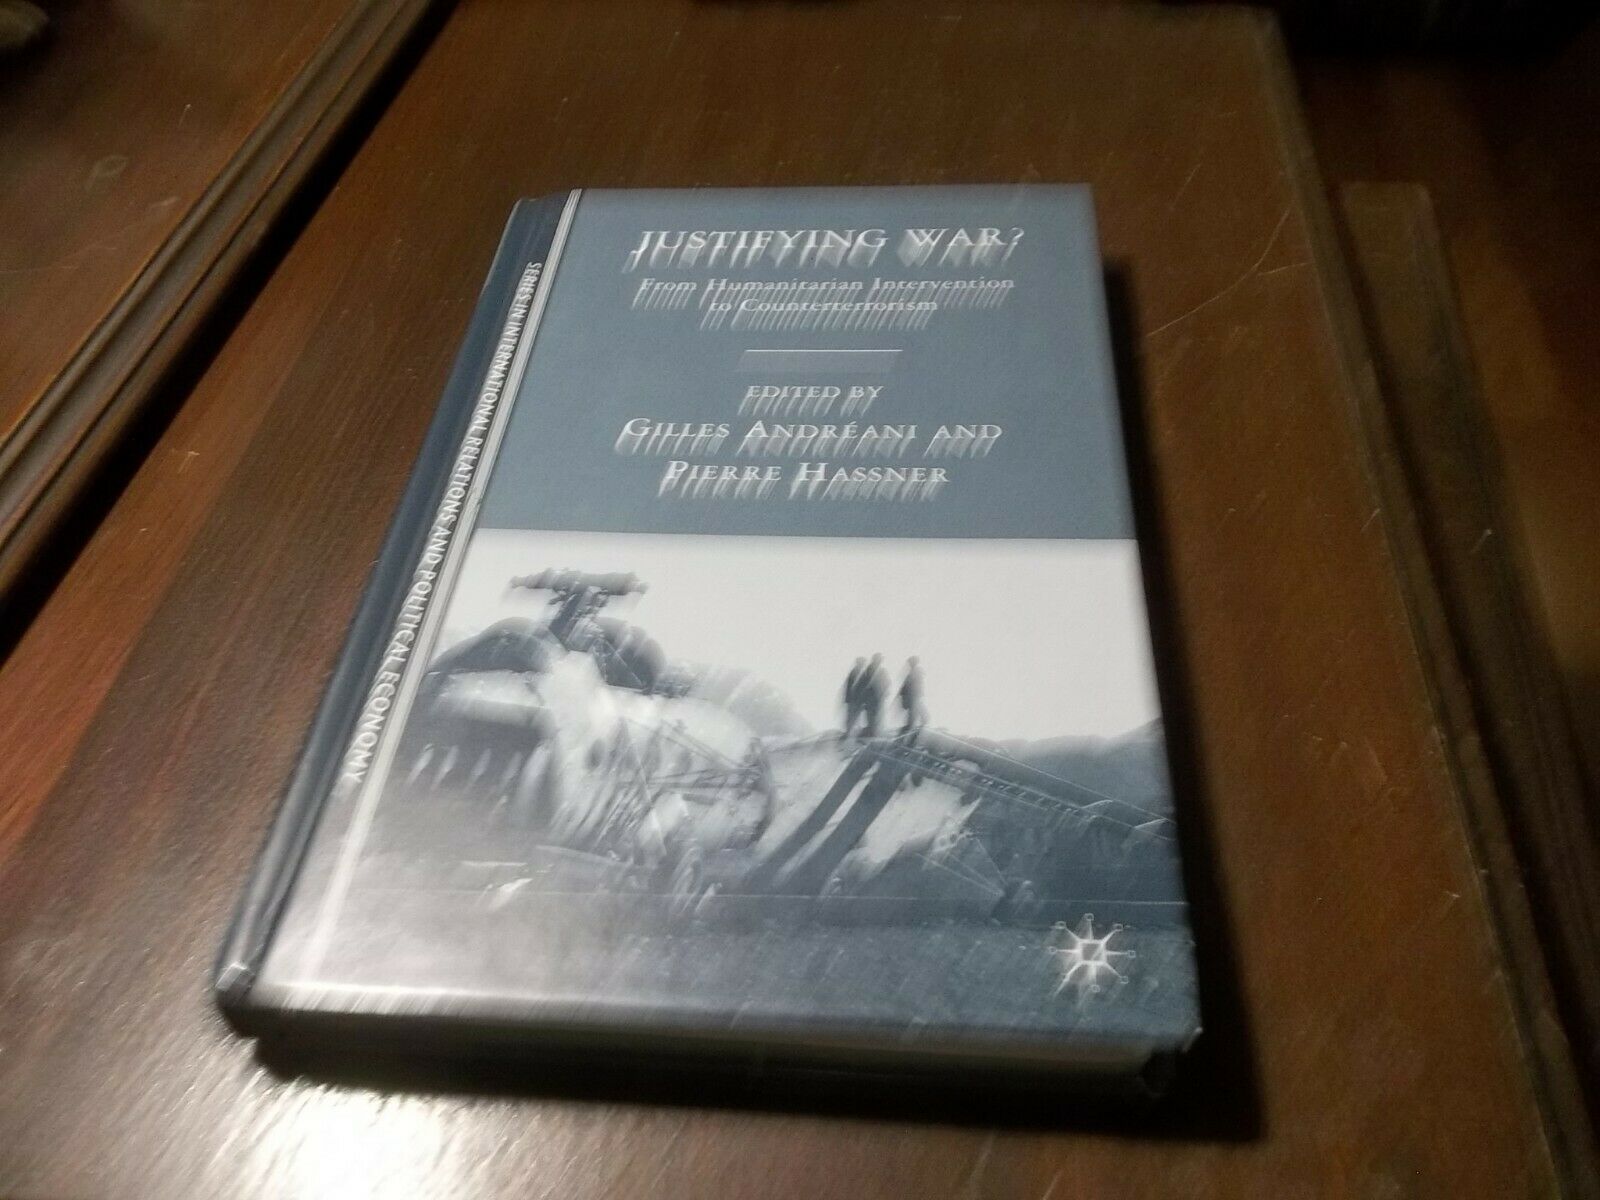 JUSTIFYING WAR?
From Humanitarian Intervention
to Counterterrorism
EDITED BY
GILLES ANDRÉANI AND
PIERRE HASSNER
SERIES IN INTERNATIONAL RELATIONS AND POLITICAL ECONOMY